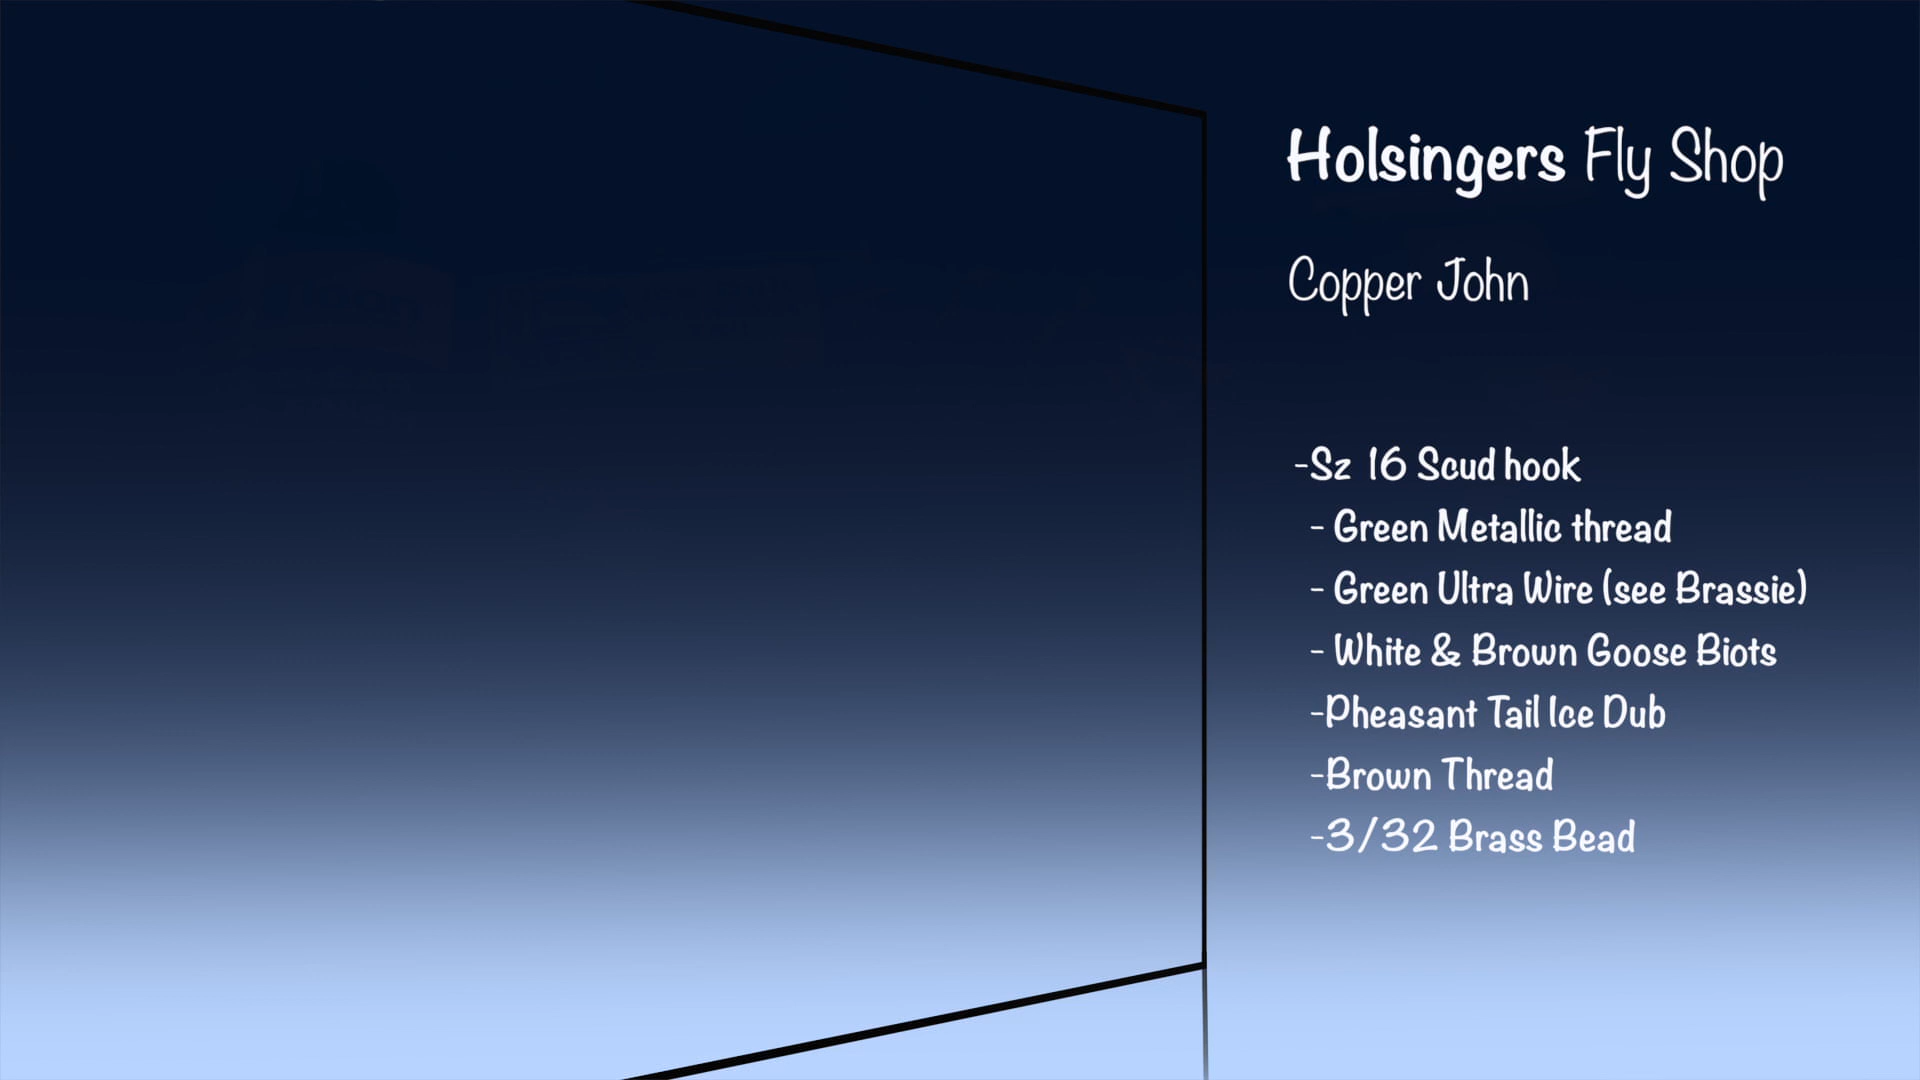 Holsingers Fly Shop
Copper John
-Sz 16 Scud hook
- Green Metallic thread
- Green Ultra Wire (see Brassie)
- White & Brown Goose Biots
-Pheasant Tail Ice Dub
-Brown Thread
-3/32 Brass Bead